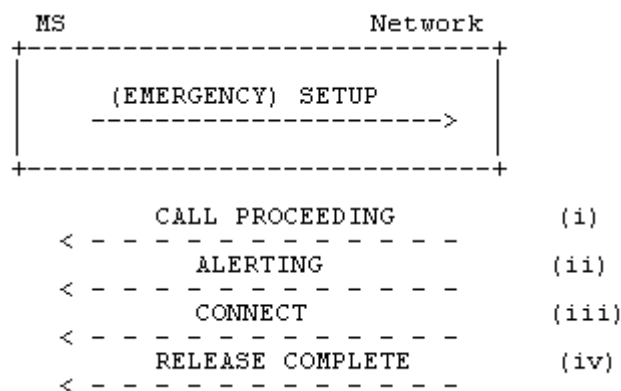 MS Network
(EMERGENCY) SETUP
CALL PROCEEDING (i)
ALERTING (ii)
CONNECT (iii)
RELEASE COMPLETE (iv)